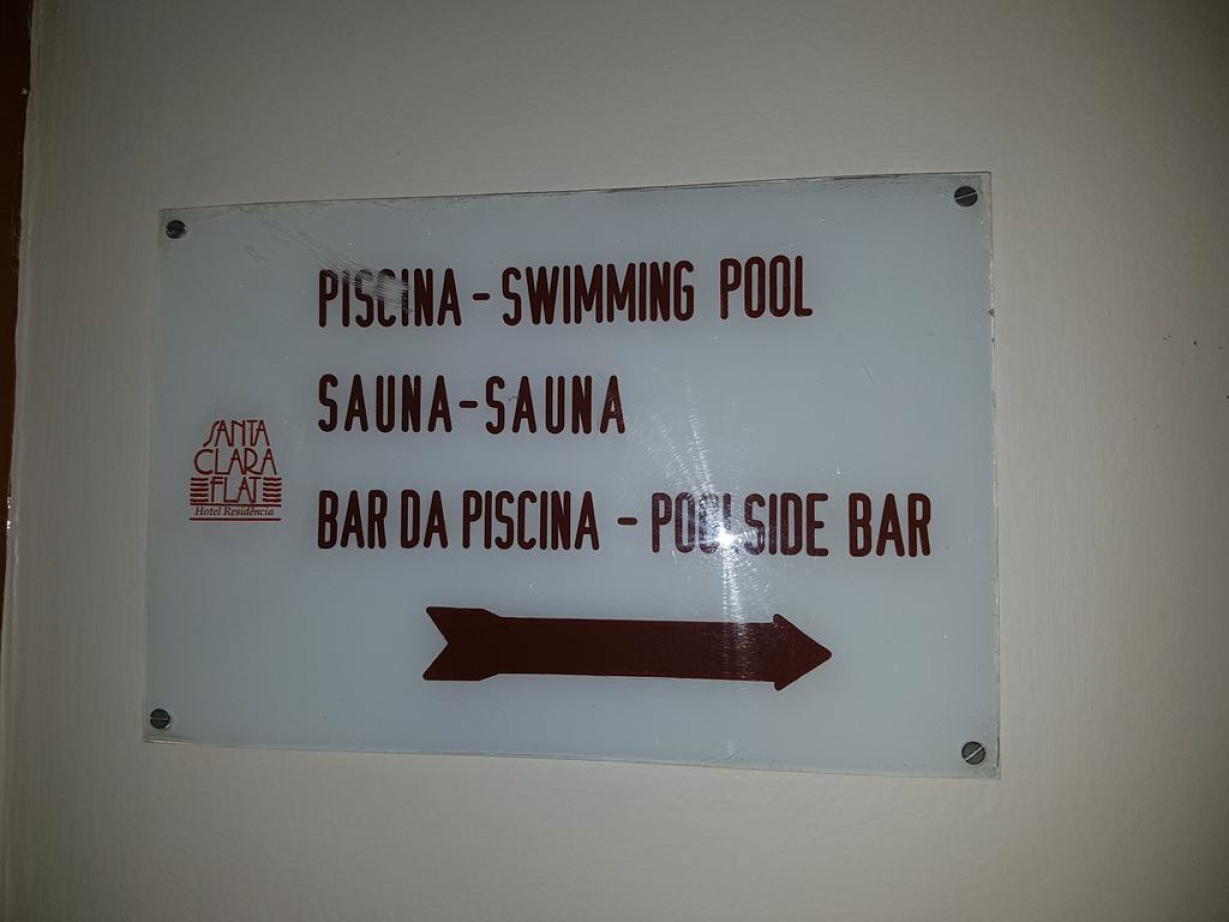 PISCINA - SWIMMING POOL
SAUNA - SAUNA
BAR DA PISCINA - POOLSIDE BAR
SANTA
CLARA
FLAT
Hotel Residência